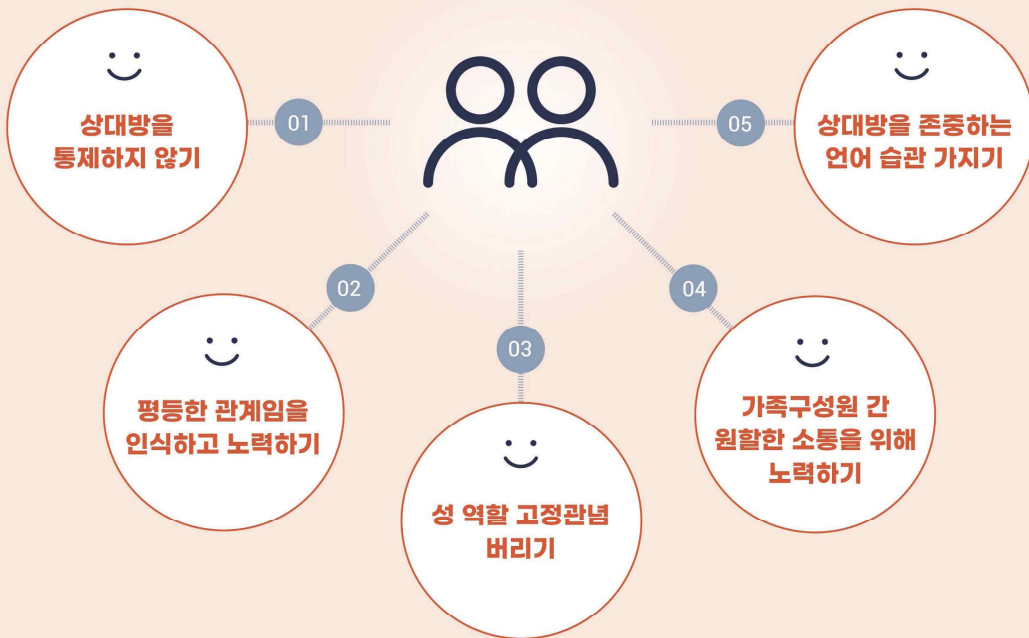 01
상대방을
통제하지 않기
02
평등한 관계임을
인식하고 노력하기
03
성 역할 고정관념
버리기
04
가족구성원 간
원할한 소통을 위해
노력하기
05
상대방을 존중하는
언어 습관 가지기